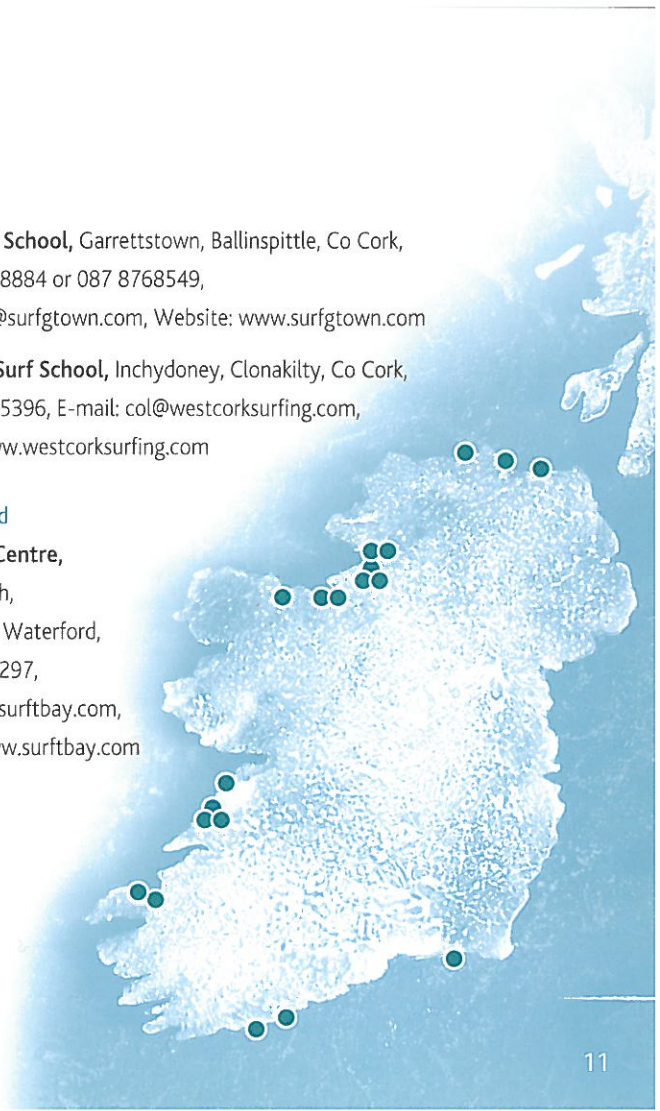 School, Garrettstown, Ballinspittle, Co Cork,
8884 or 087 8768549,
@surfgtown.com, Website: www.surfgtown.com
Surf School, Inchydoney, Clonakilty, Co Cork,
5396, E-mail: col@westcorksurfing.com,
w.westcorksurfing.com
d
Centre,
h,
Waterford,
297,
surftbay.com,
w.surftbay.com
11